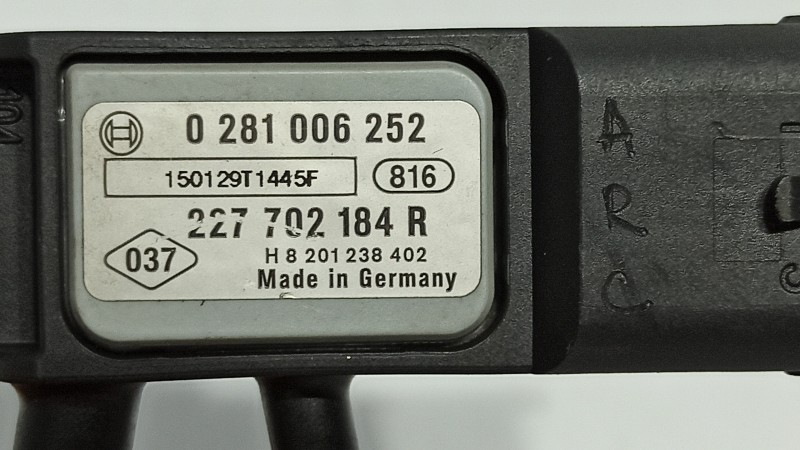 0 281 006 252
150129T1445F
816
227 702 184 R
037
H 8 201 238 402
Made in Germany
A
R
C